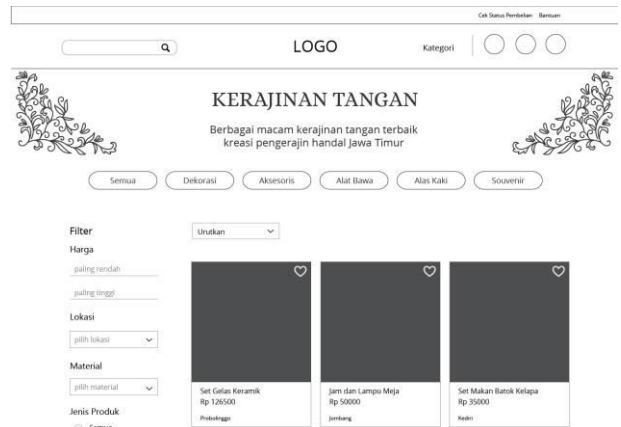 Cek Status Pembelian Bantuan
LOGO
Kategori
KERAJINAN TANGAN
Berbagai macam kerajinan tangan terbaik
kreasi pengerajin handal Jawa Timur
Semua Dekorasi Aksesoris Alat Bawa Alas Kaki Souvenir
Filter
Urutkan
Harga
paling rendah
paling tinggi
Lokasi
pilih lokasi
Material
pilih material
Jenis Produk
Semua
Set Gelas Keramik
Rp 126500
Probolinggo
Jam dan Lampu Meja
Rp 50000
Jombang
Set Makan Batok Kelapa
Rp 35000
Kediri